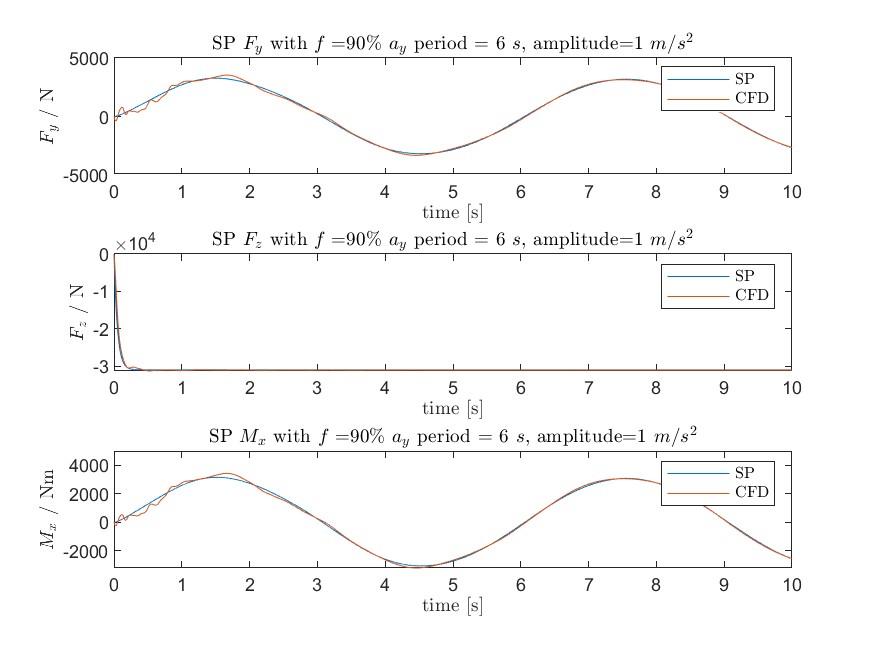 SP F_y with f =90% a_y period = 6 s, amplitude=1 m/s^2
5000
0
-5000
F_y / N
SP
CFD
0 1 2 3 4 5 6 7 8 9 10
time [s]
SP F_z with f =90% a_y period = 6 s, amplitude=1 m/s^2
×10^4
0
-1
-2
-3
F_z / N
SP
CFD
0 1 2 3 4 5 6 7 8 9 10
time [s]
SP M_x with f =90% a_y period = 6 s, amplitude=1 m/s^2
4000
2000
0
-2000
M_x / Nm
SP
CFD
0 1 2 3 4 5 6 7 8 9 10
time [s]